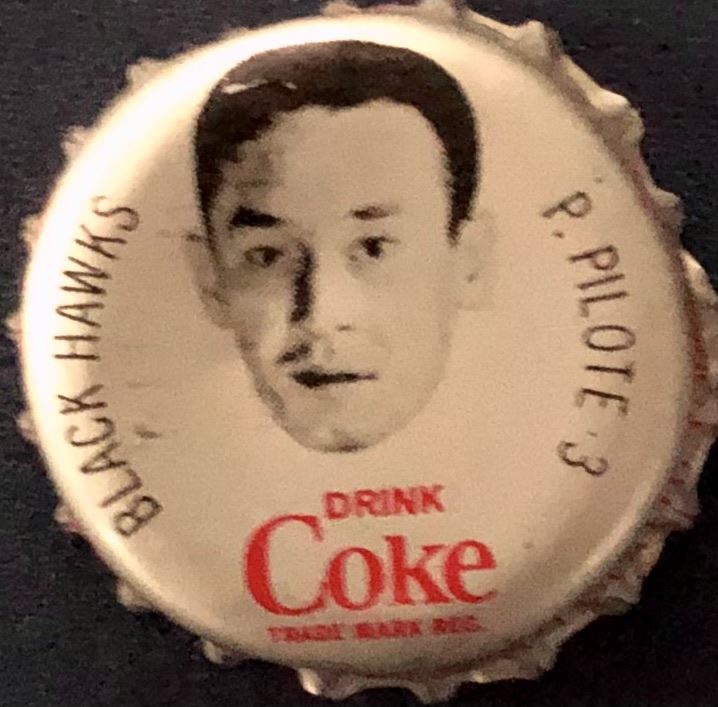 BLACK HAWKS
P. PILOTE 3
DRINK
Coke
TRADE MARK REG.